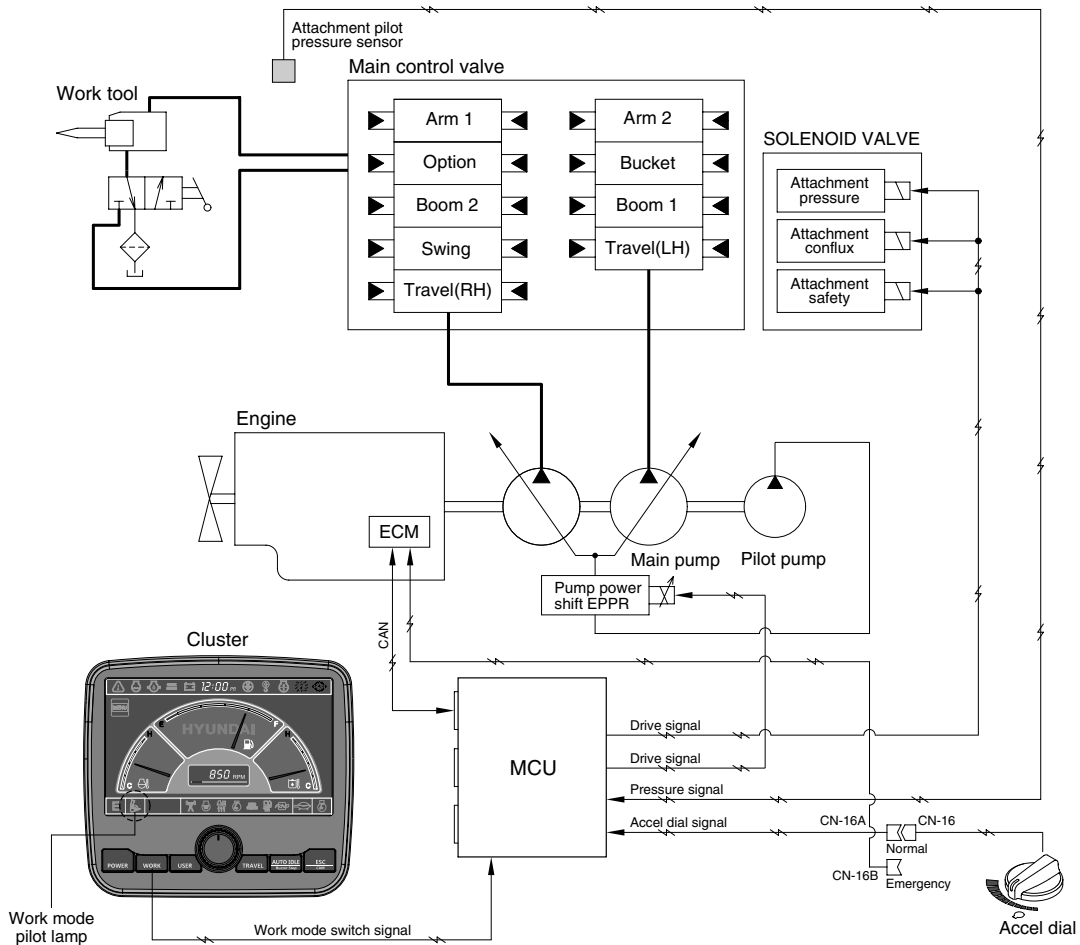 Attachment pilot
pressure sensor
Work tool
Main control valve
Arm 1
Option
Boom 2
Swing
Travel(RH)
Arm 2
Bucket
Boom 1
Travel(LH)
SOLENOID VALVE
Attachment
pressure
Attachment
conflux
Attachment
safety
Engine
ECM
Main pump
Pilot pump
Pump power
shift EPPR
CAN
Cluster
12:00 PM
MENU
E
F
HYUNDAI
H
H
C
C
850 RPM
E
POWER
WORK
USER
TRAVEL
AUTO IDLE
ESC
MCU
Drive signal
Drive signal
Pressure signal
Accel dial signal
CN-16A
CN-16
Normal
CN-16B
Emergency
Accel dial
Work mode
pilot lamp
Work mode switch signal